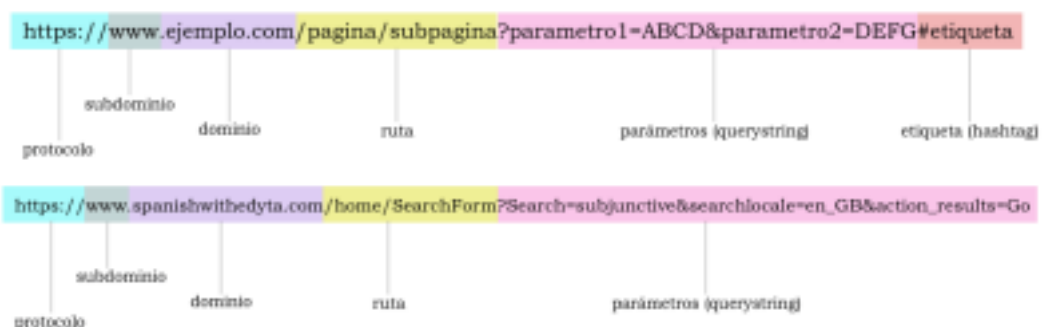 https://www.ejemplo.com/pagina/subpagina?parametro1=ABCD&parametro2=DEFG#etiqueta
subdominio
dominio
ruta
parámetros (querystring)
etiqueta (hashtag)
protocolo
https://www.spanishwithedyta.com/home/SearchForm?Search=subjunctive&searchlocale=en_GB&action_results=Go
subdominio
dominio
ruta
parámetros (querystring)
protocolo